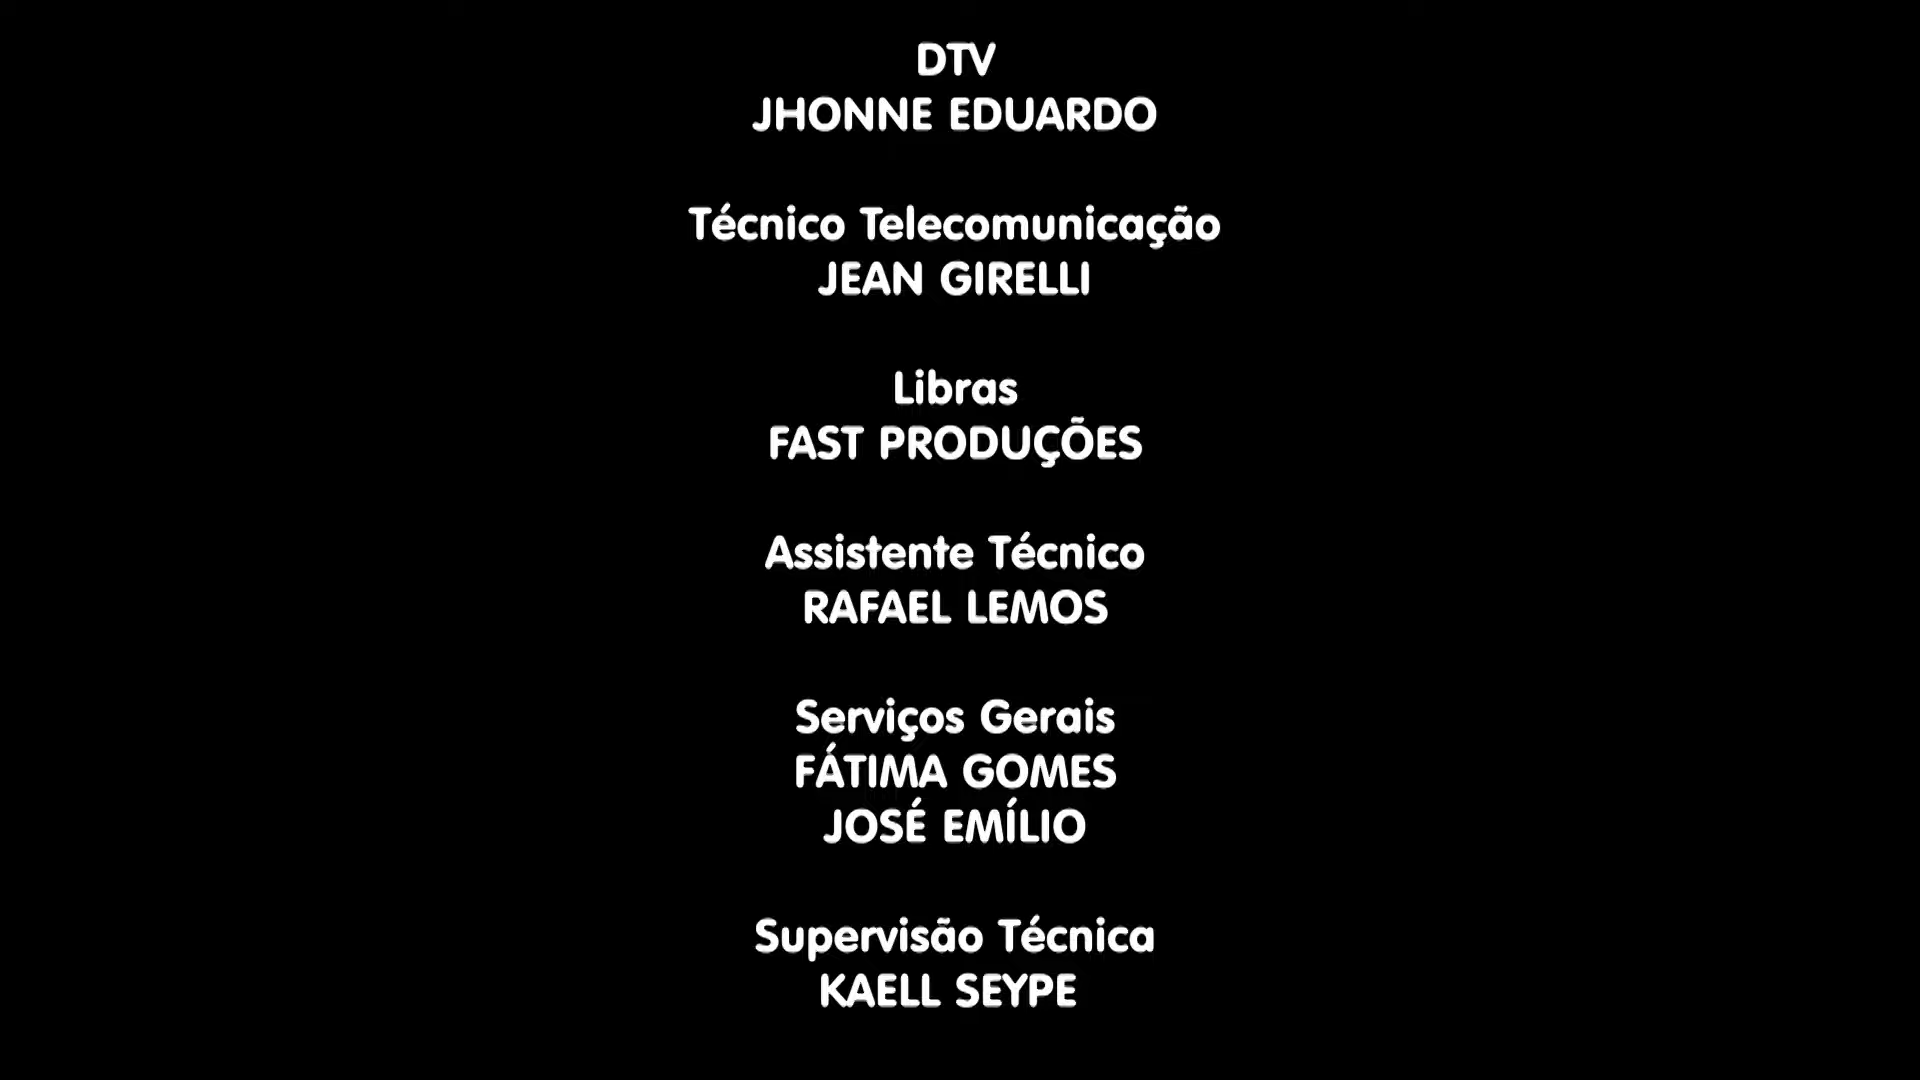 DTV
JHONNE EDUARDO
Técnico Telecomunicação
JEAN GIRELLI
Libras
FAST PRODUÇÕES
Assistente Técnico
RAFAEL LEMOS
Serviços Gerais
FÁTIMA GOMES
JOSÉ EMÍLIO
Supervisão Técnica
KAELL SEYPE